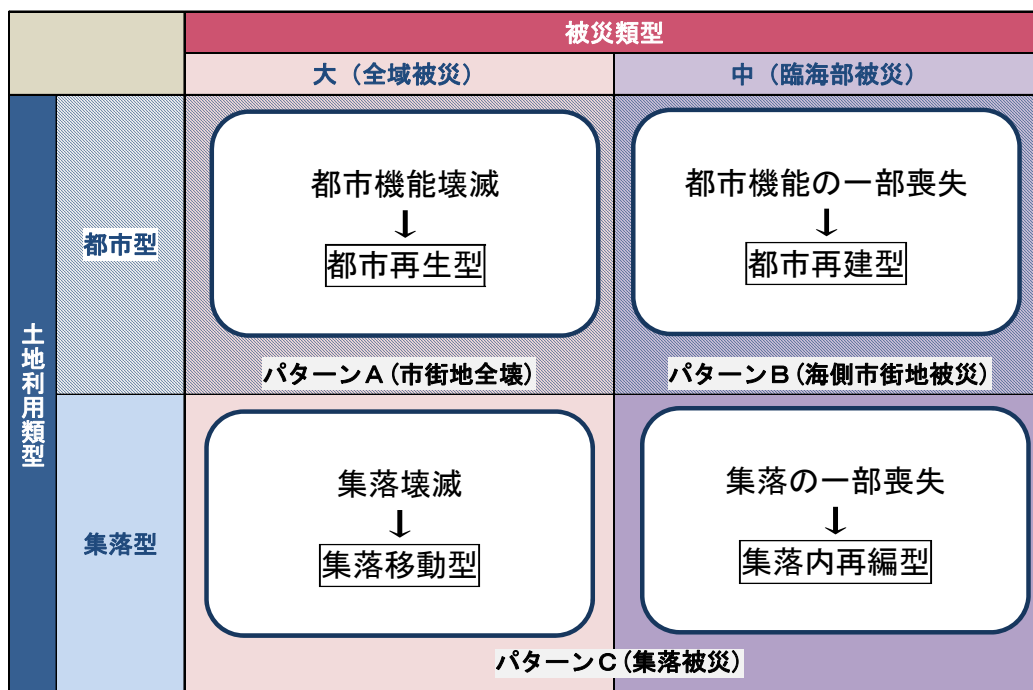 被災類型
大（全域被災）
中（臨海部被災）
土地利用類型
都市型
都市機能壊滅
↓
都市再生型
パターンA（市街地全壊）
都市機能の一部喪失
↓
都市再建型
パターンB（海側市街地被災）
集落型
集落壊滅
↓
集落移動型
集落の一部喪失
↓
集落内再編型
パターンC（集落被災）